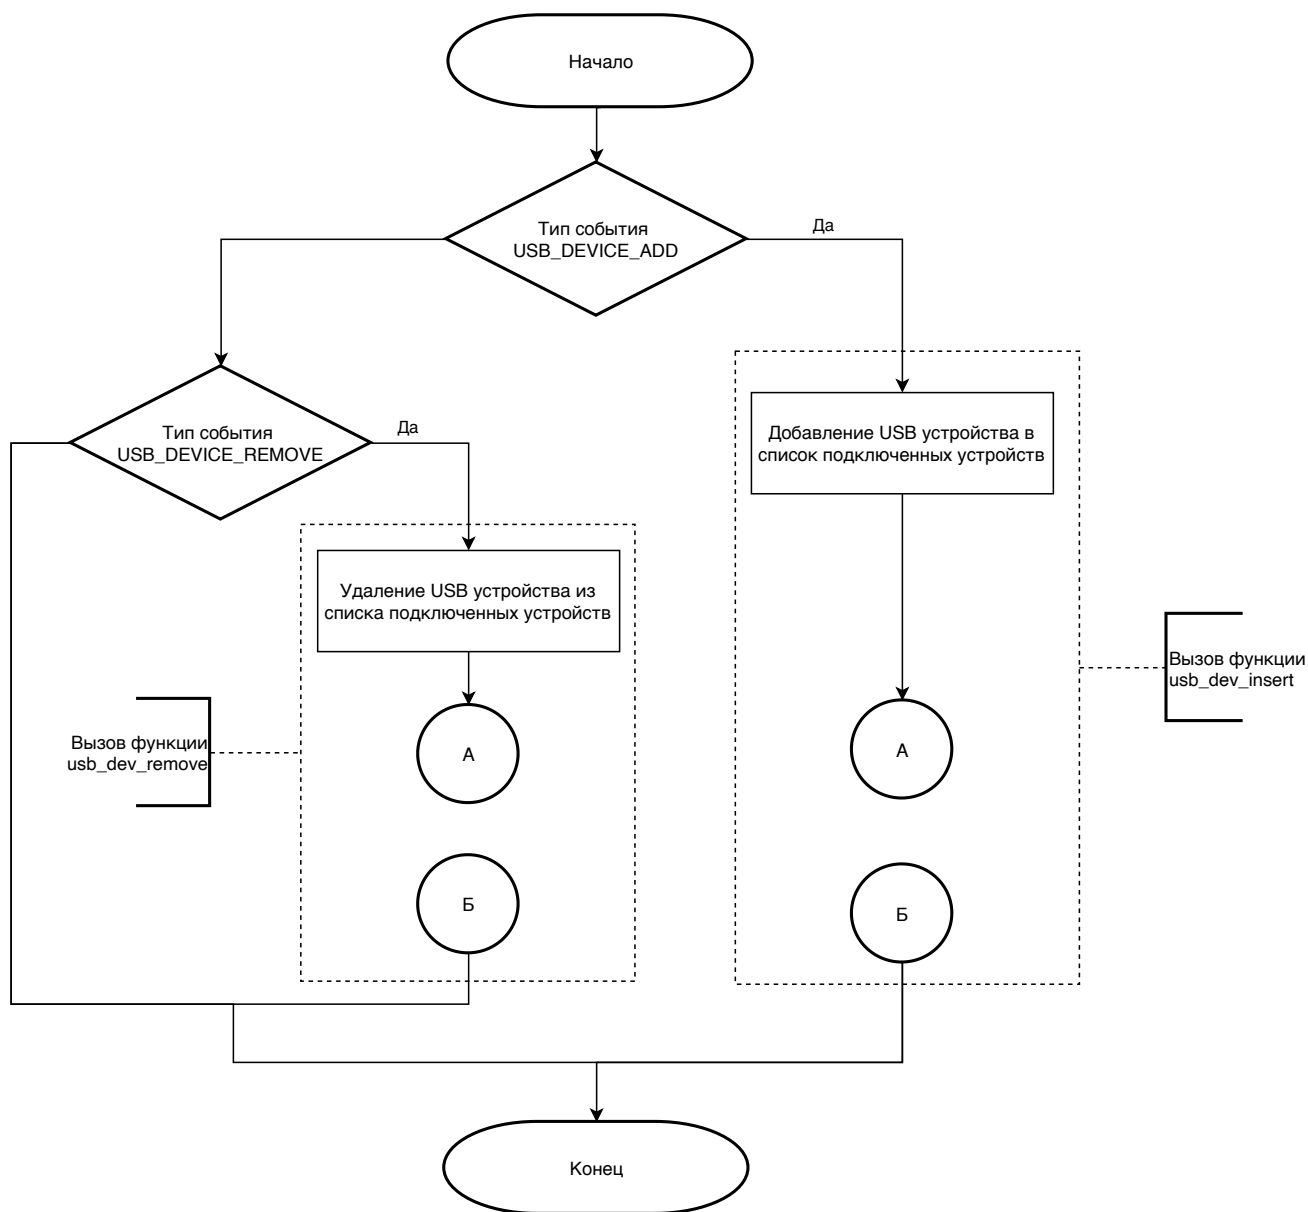 Начало
Тип события
USB_DEVICE_ADD
Да
Тип события
USB_DEVICE_REMOVE
Да
Добавление USB устройства в
список подключенных устройств
Удаление USB устройства из
списка подключенных устройств
Вызов функции
usb_dev_insert
Вызов функции
usb_dev_remove
А
А
Б
Б
Конец